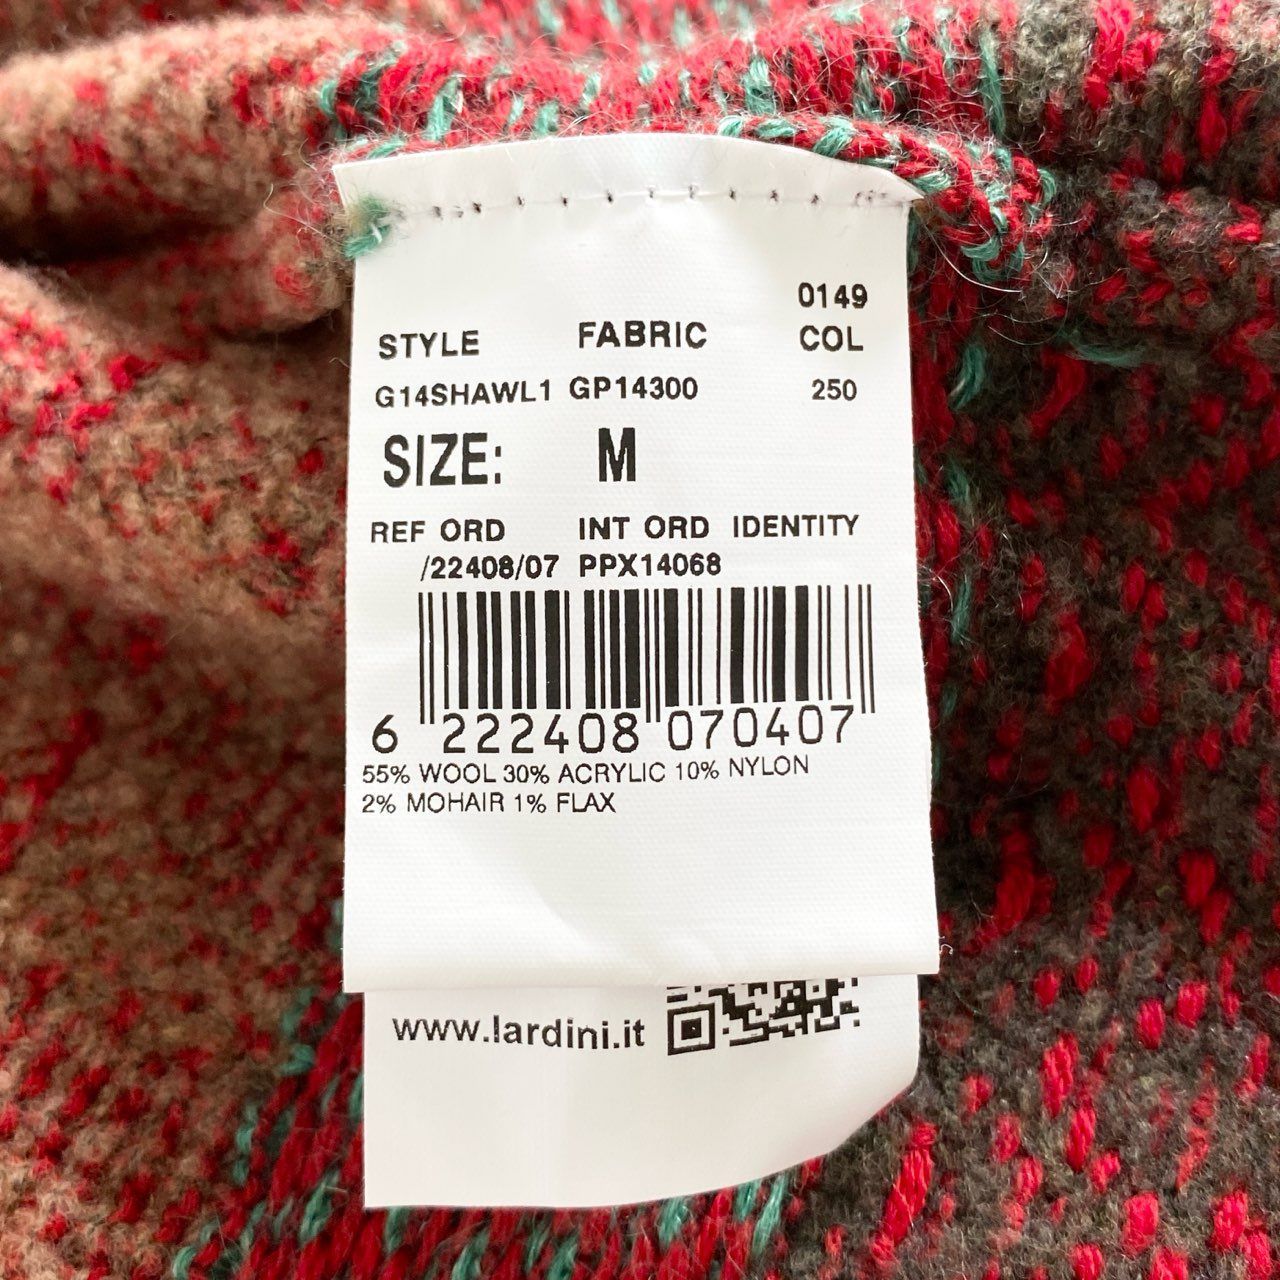 0149
STYLE FABRIC COL
G14SHAWL1 GP14300 250
SIZE: M
REF ORD INT ORD IDENTITY
/22408/07 PPX14068
6 222408 070407
55% WOOL 30% ACRYLIC 10% NYLON
2% MOHAIR 1% FLAX
www.lardini.it